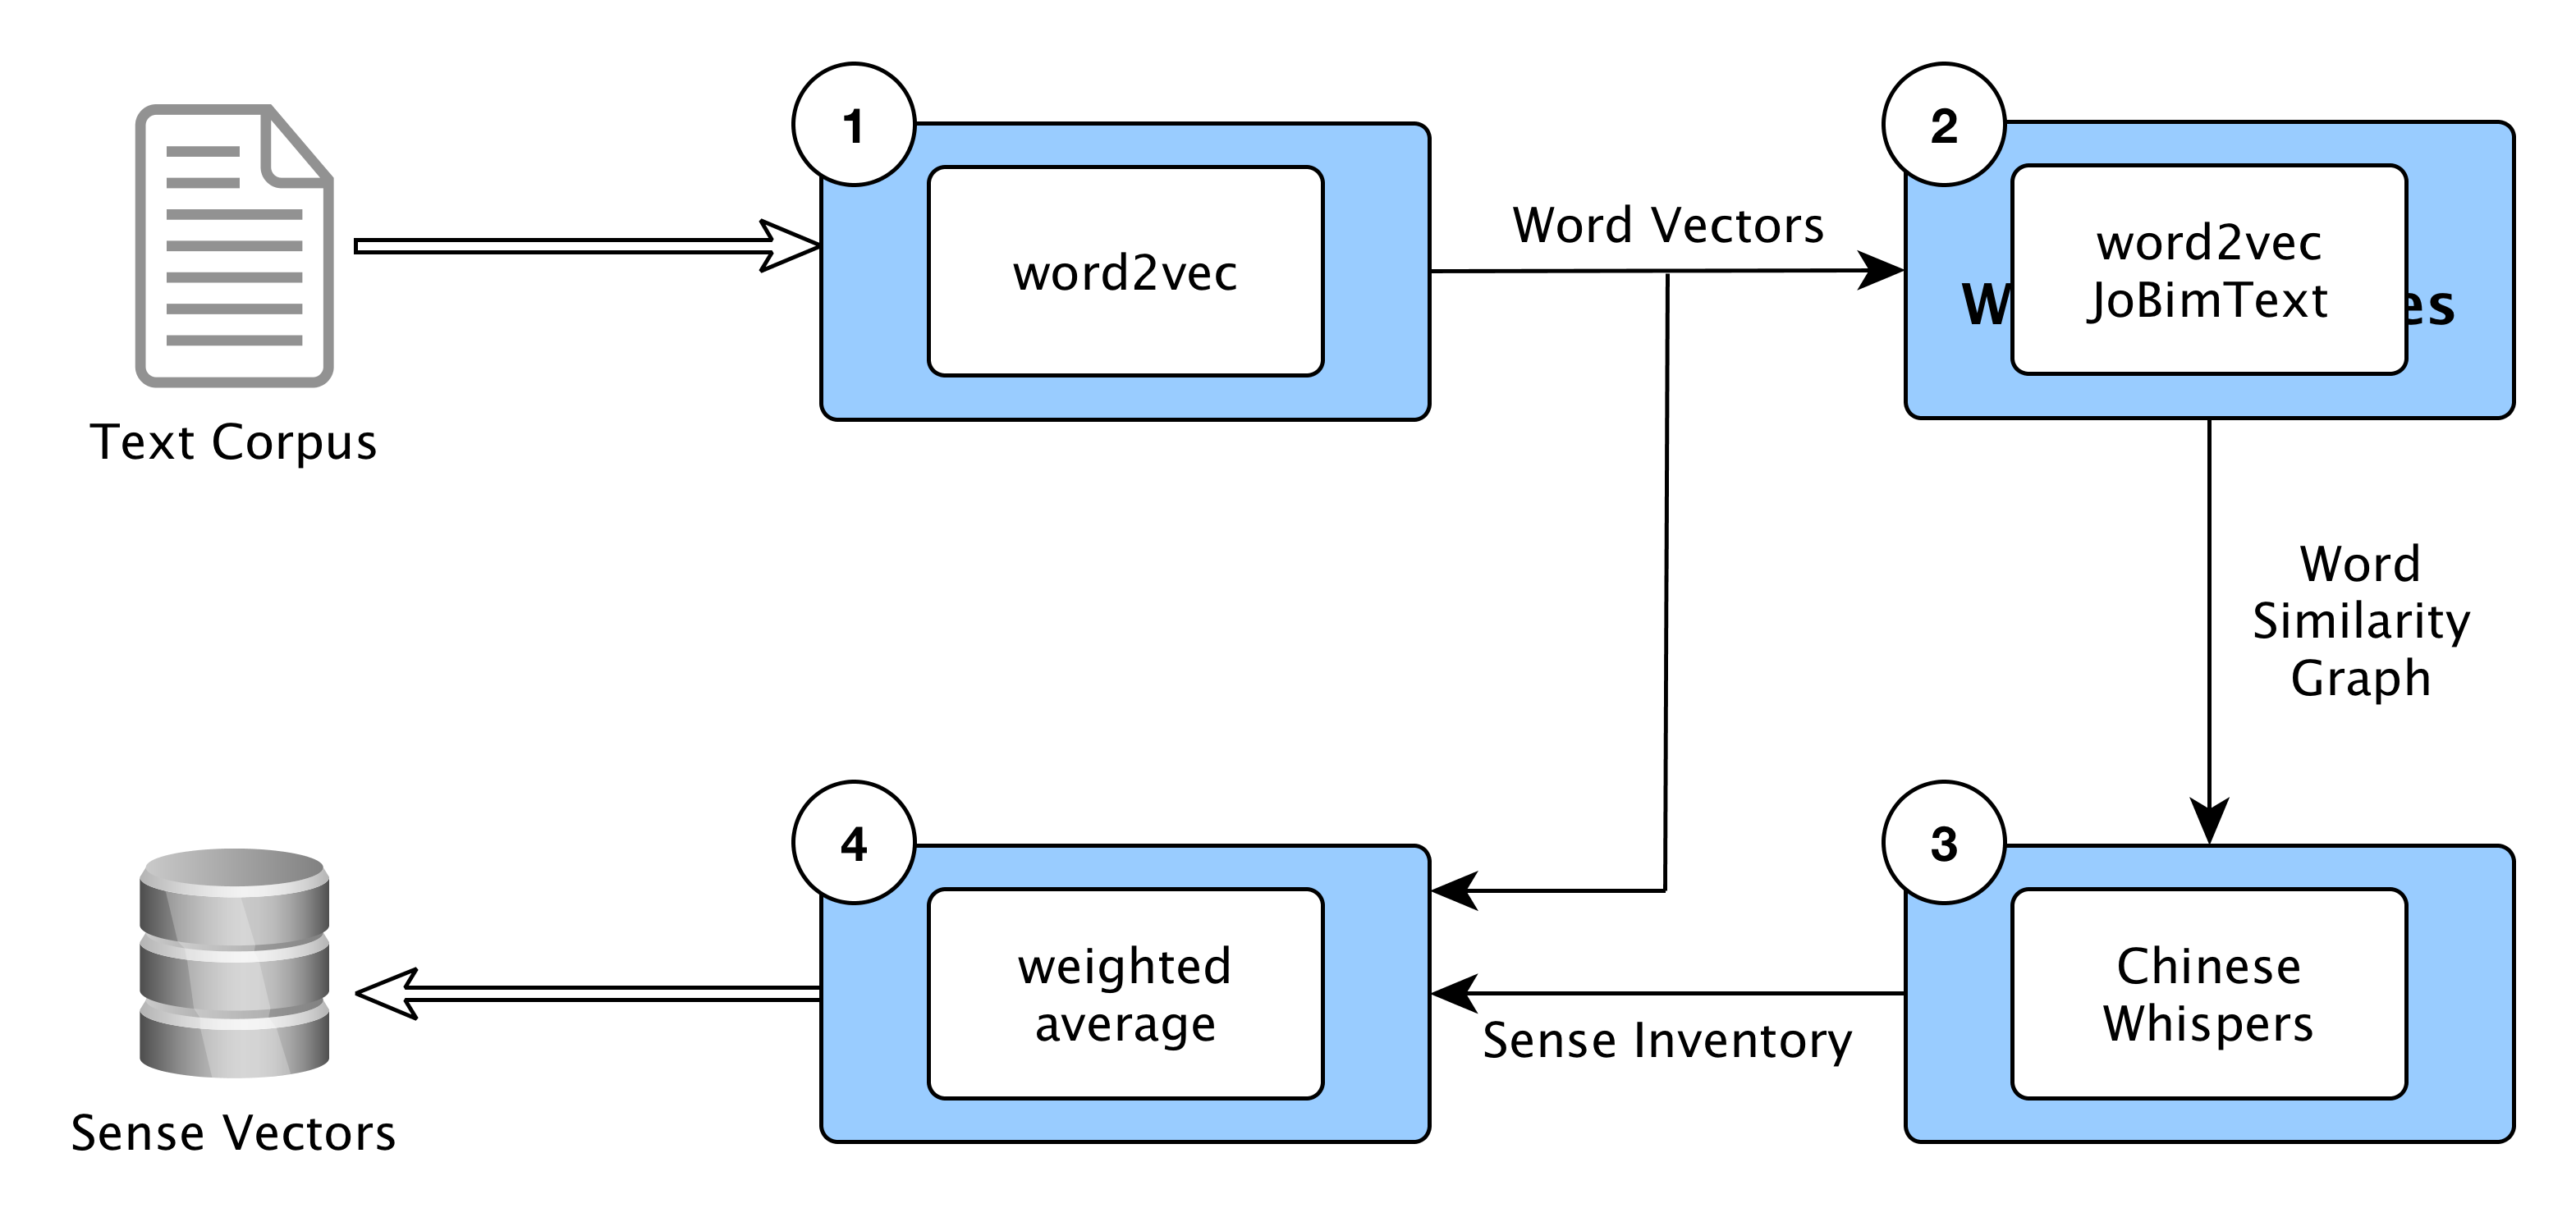 1
word2vec
Word Vectors
2
word2vec
JoBimText
Text Corpus
Word
Similarity
Graph
3
Chinese
Whispers
Sense Inventory
4
weighted
average
Sense Vectors